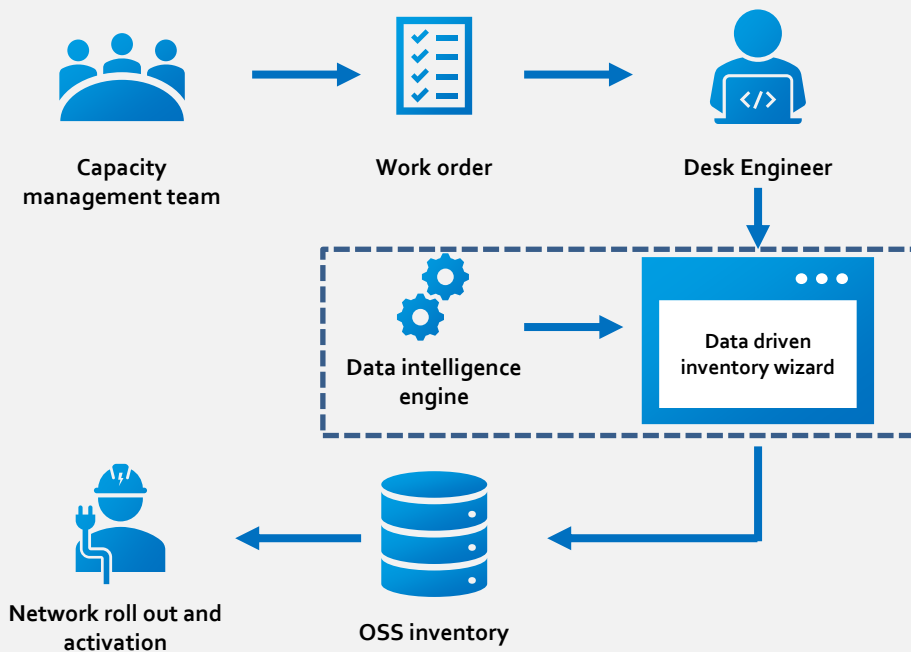 Capacity
management team
Work order
Desk Engineer
</>
Data intelligence
engine
Data driven
inventory wizard
Network roll out and
activation
OSS inventory